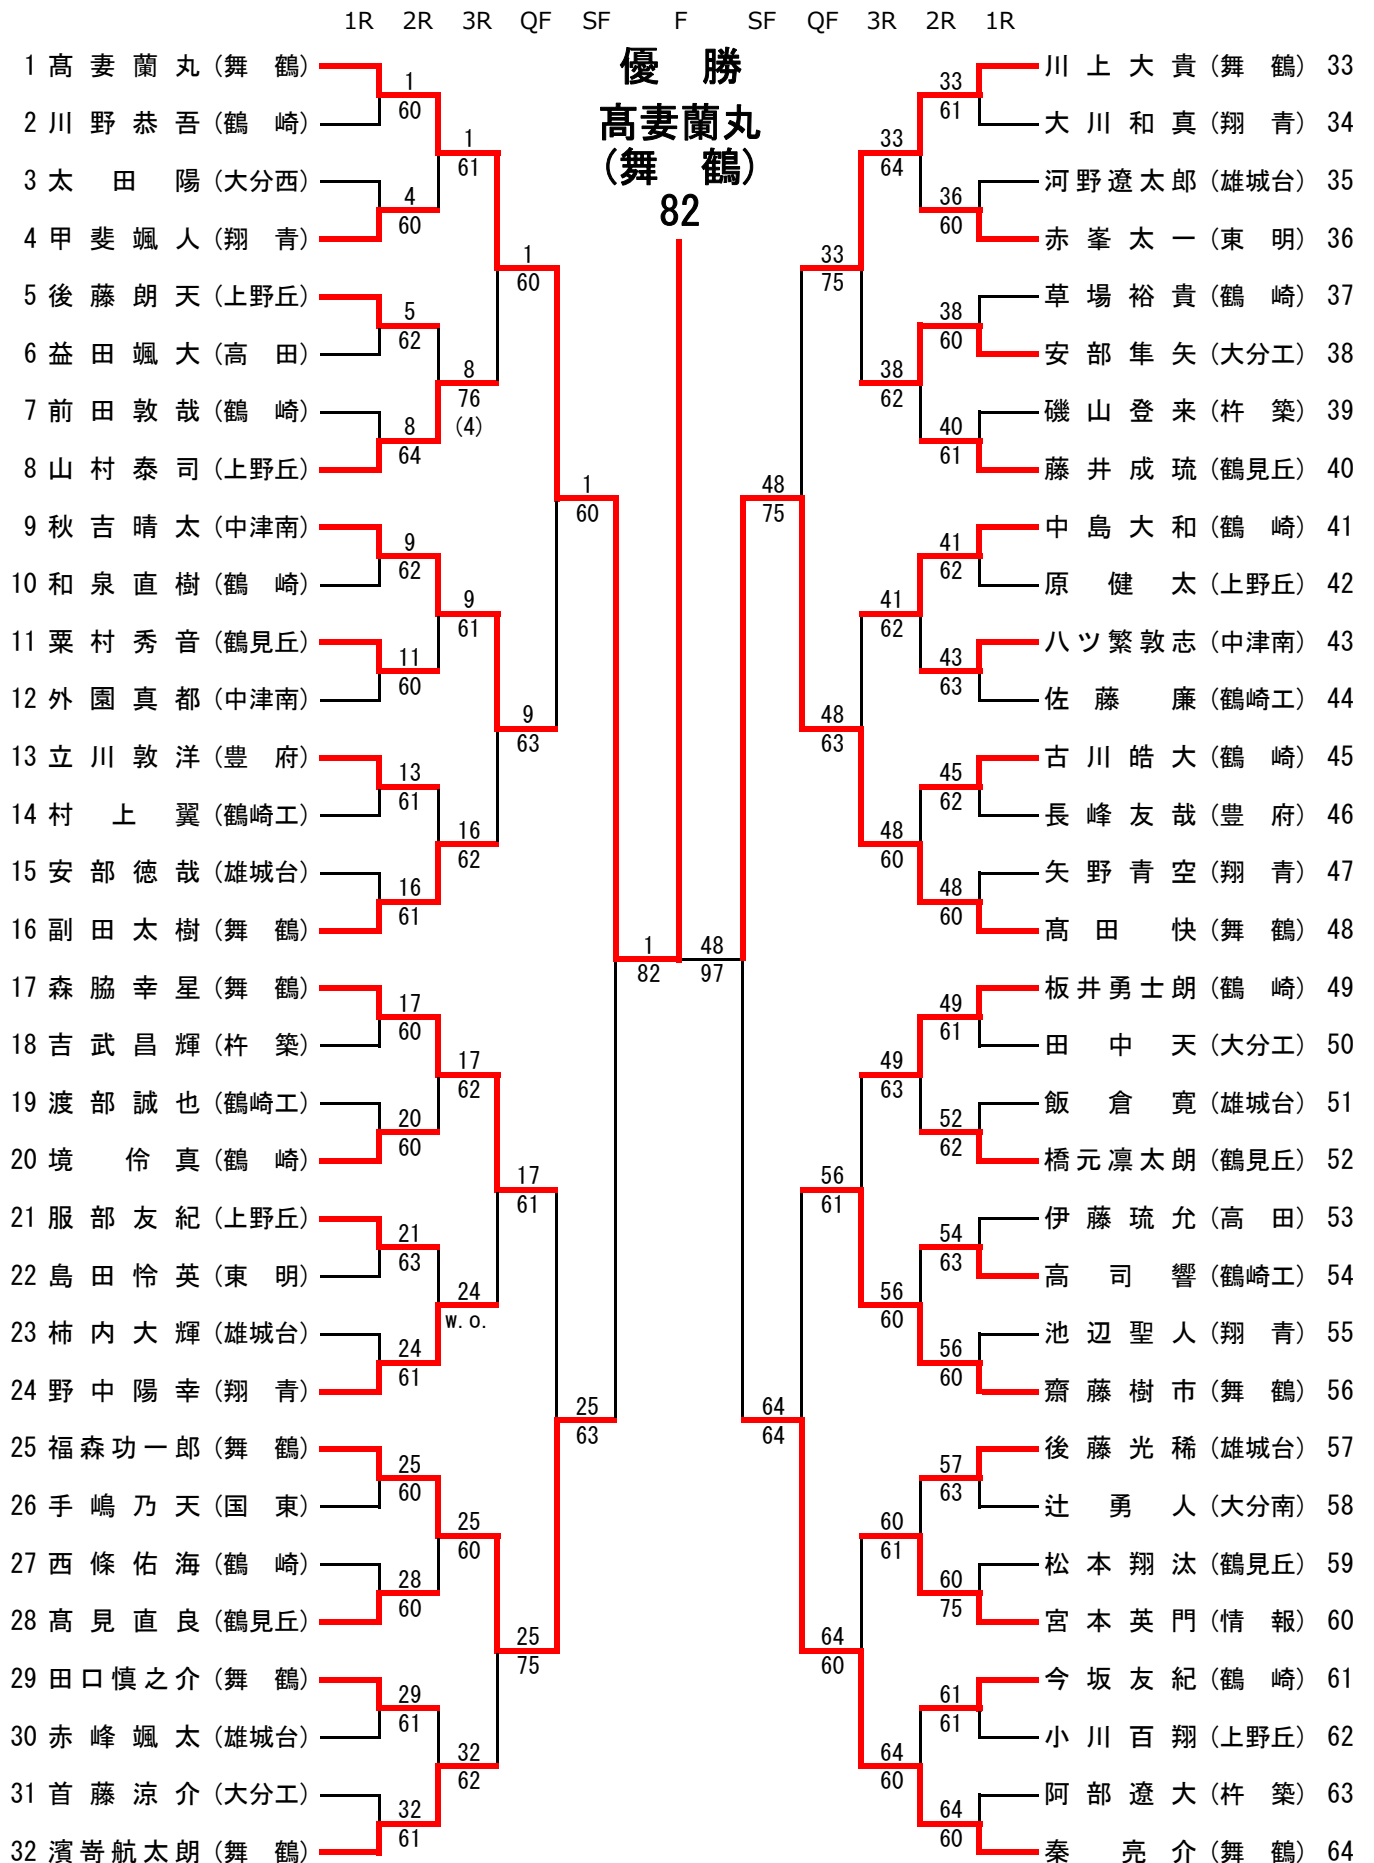 1R 2R 3R QF SF F SF QF 3R 2R 1R
優 勝
髙妻蘭丸
(舞 鶴)
82
1 髙妻蘭丸 (舞 鶴)
2 川野恭吾 (鶴 崎)
3 太田陽 (大分西)
4 甲斐颯人 (翔 青)
5 後藤朗天 (上野丘)
6 益田颯大 (高 田)
7 前田敦哉 (鶴 崎)
8 山村泰司 (上野丘)
9 秋吉晴太 (中津南)
10 和泉直樹 (鶴 崎)
11 粟村秀音 (鶴見丘)
12 外園真都 (中津南)
13 立川敦洋 (豊 府)
14 村上翼 (鶴崎工)
15 安部徳哉 (雄城台)
16 副田太樹 (舞 鶴)
17 森脇幸星 (舞 鶴)
18 吉武昌輝 (杵 築)
19 渡部誠也 (鶴崎工)
20 境伶真 (鶴 崎)
21 服部友紀 (上野丘)
22 島田怜英 (東 明)
23 柿内大輝 (雄城台)
24 野中陽幸 (翔 青)
25 福森功一郎 (舞 鶴)
26 手嶋乃天 (国 東)
27 西條佑海 (鶴 崎)
28 髙見直良 (鶴見丘)
29 田口慎之介 (舞 鶴)
30 赤峰颯太 (雄城台)
31 首藤涼介 (大分工)
32 濱嵜航太朗 (舞 鶴)
1
60
4
60
5
62
8
64
9
62
11
60
13
61
16
61
17
60
20
60
21
63
24
61
25
60
28
60
29
61
32
61
1
61
8
76
(4)
9
61
16
62
17
62
24
w.o.
25
60
32
62
1
60
9
63
17
61
25
75
1
60
25
63
1
82
48
97
48
75
64
64
33
75
48
63
56
61
64
60
33
64
38
62
41
62
48
60
49
63
56
60
60
61
64
60
33
61
36
60
38
60
40
61
41
62
43
63
45
62
48
60
49
61
52
62
54
63
56
60
57
63
60
75
61
61
64
60
川上大貴 (舞 鶴) 33
大川和真 (翔 青) 34
河野遼太郎 (雄城台) 35
赤峯太一 (東 明) 36
草場裕貴 (鶴 崎) 37
安部隼矢 (大分工) 38
磯山登来 (杵 築) 39
藤井成琉 (鶴見丘) 40
中島大和 (鶴 崎) 41
原健太 (上野丘) 42
八ツ繁敦志 (中津南) 43
佐藤廉 (鶴崎工) 44
古川皓大 (鶴 崎) 45
長峰友哉 (豊 府) 46
矢野青空 (翔 青) 47
髙田快 (舞 鶴) 48
板井勇士朗 (鶴 崎) 49
田中天 (大分工) 50
飯倉寛 (雄城台) 51
橋元凛太朗 (鶴見丘) 52
伊藤琉允 (高 田) 53
高司響 (鶴崎工) 54
池辺聖人 (翔 青) 55
齋藤樹市 (舞 鶴) 56
後藤光稀 (雄城台) 57
辻勇人 (大分南) 58
松本翔汰 (鶴見丘) 59
宮本英門 (情 報) 60
今坂友紀 (鶴 崎) 61
小川百翔 (上野丘) 62
阿部遼大 (杵 築) 63
秦亮介 (舞 鶴) 64